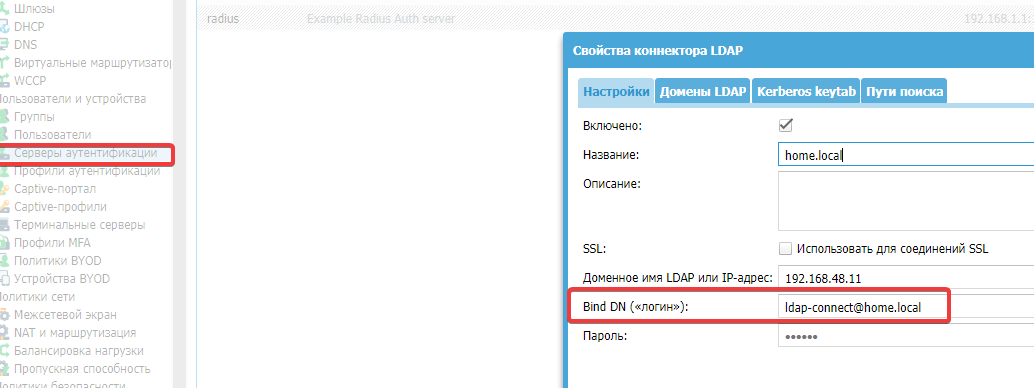 Шлюзы
DHCP
DNS
Виртуальные маршрутизатор
WCCP
ользователи и устройства
Группы
Пользователи
Серверы аутентификации
Профили аутентификации
Captive-портал
Captive-профили
Терминальные серверы
Профили MFA
Политики BYOD
Устройства BYOD
олитики сети
Межсетевой экран
NAT и маршрутизация
Балансировка нагрузки
Пропускная способность
олитики безопасности
radius Example Radius Auth server 192.168.1.1:
Свойства коннектора LDAP
Настройки Домены LDAP Kerberos keytab Пути поиска
Включено:
Название: home.local
Описание:
SSL: Использовать для соединений SSL
Доменное имя LDAP или IP-адрес: 192.168.48.11
Bind DN («логин»): ldap-connect@home.local
Пароль: ••••••